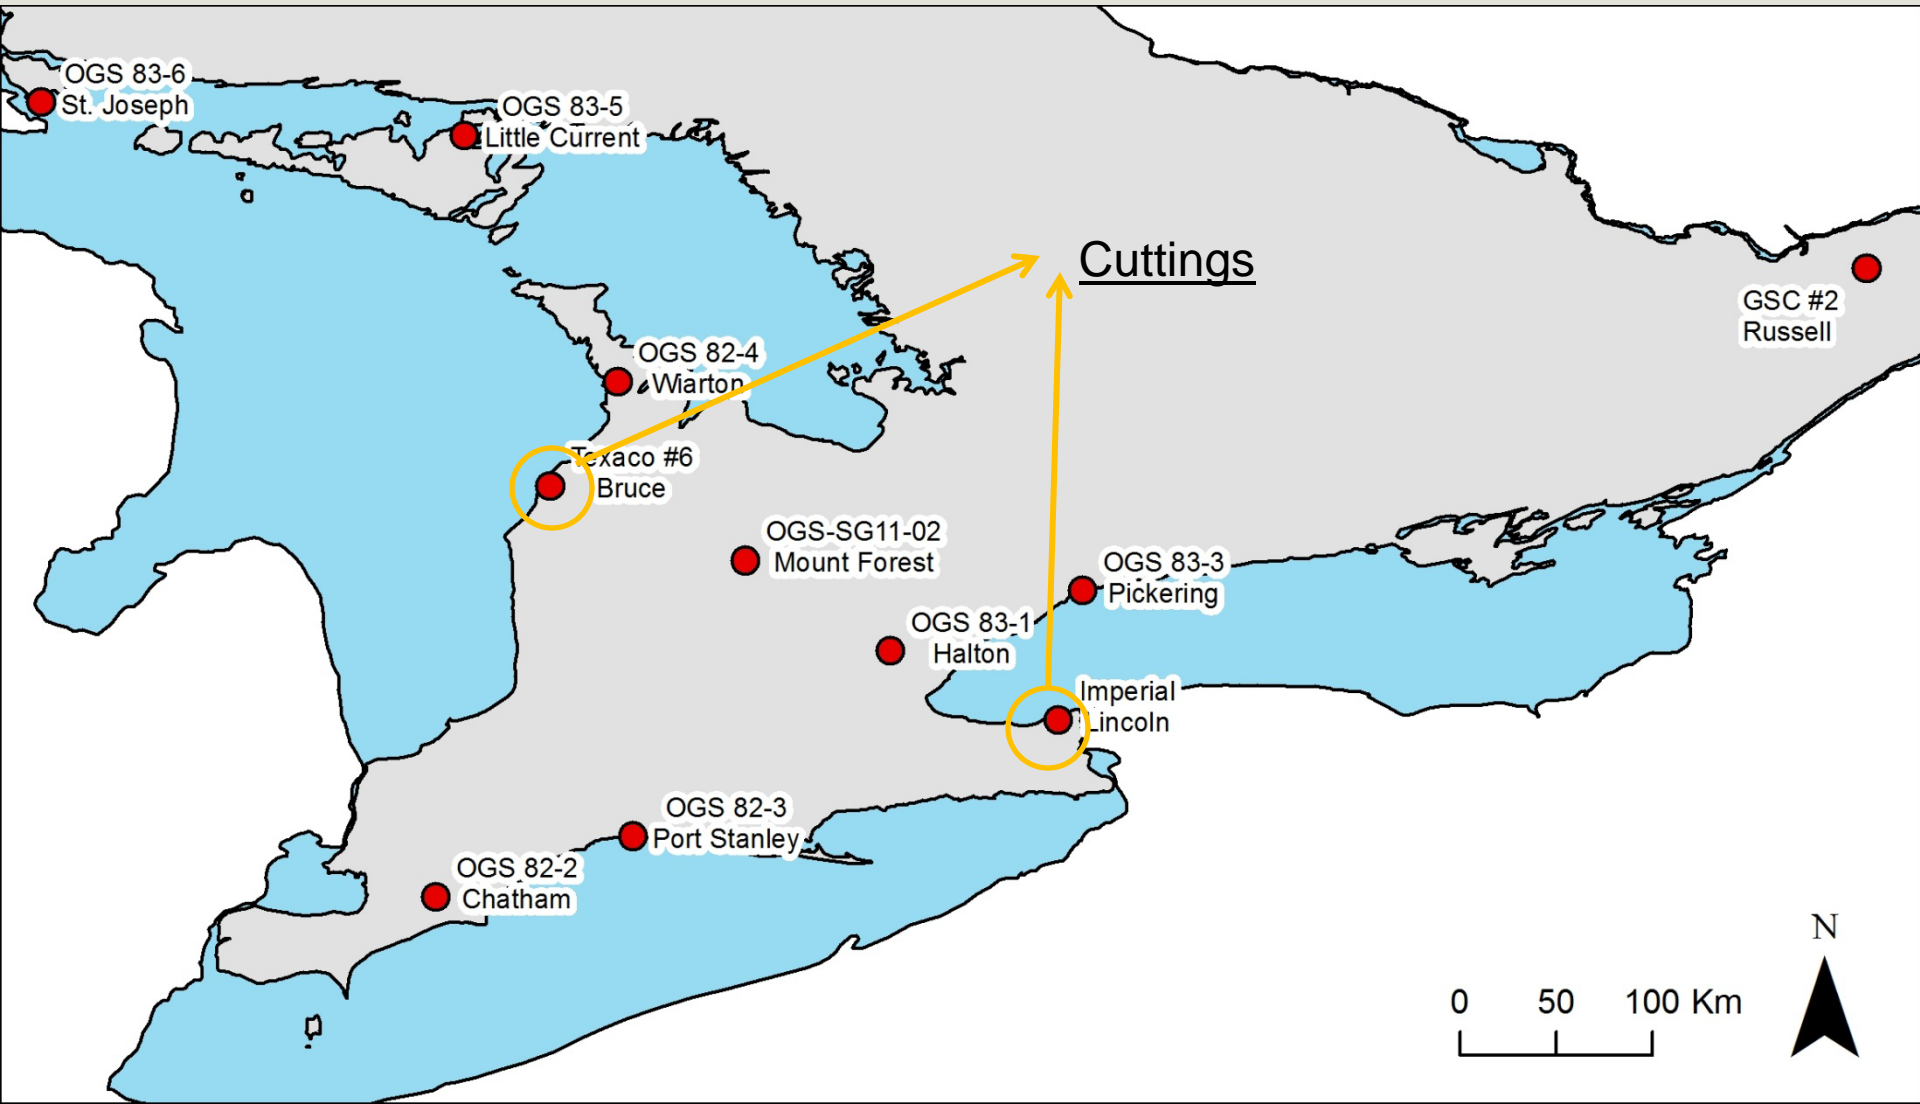 OGS 83-6
St. Joseph
OGS 83-5
Little Current
Cuttings
GSC #2
Russell
OGS 82-4
Wiarton
Texaco #6
Bruce
OGS-SG11-02
Mount Forest
OGS 83-3
Pickering
OGS 83-1
Halton
Imperial
Lincoln
OGS 82-3
Port Stanley
OGS 82-2
Chatham
N
0 50 100 Km